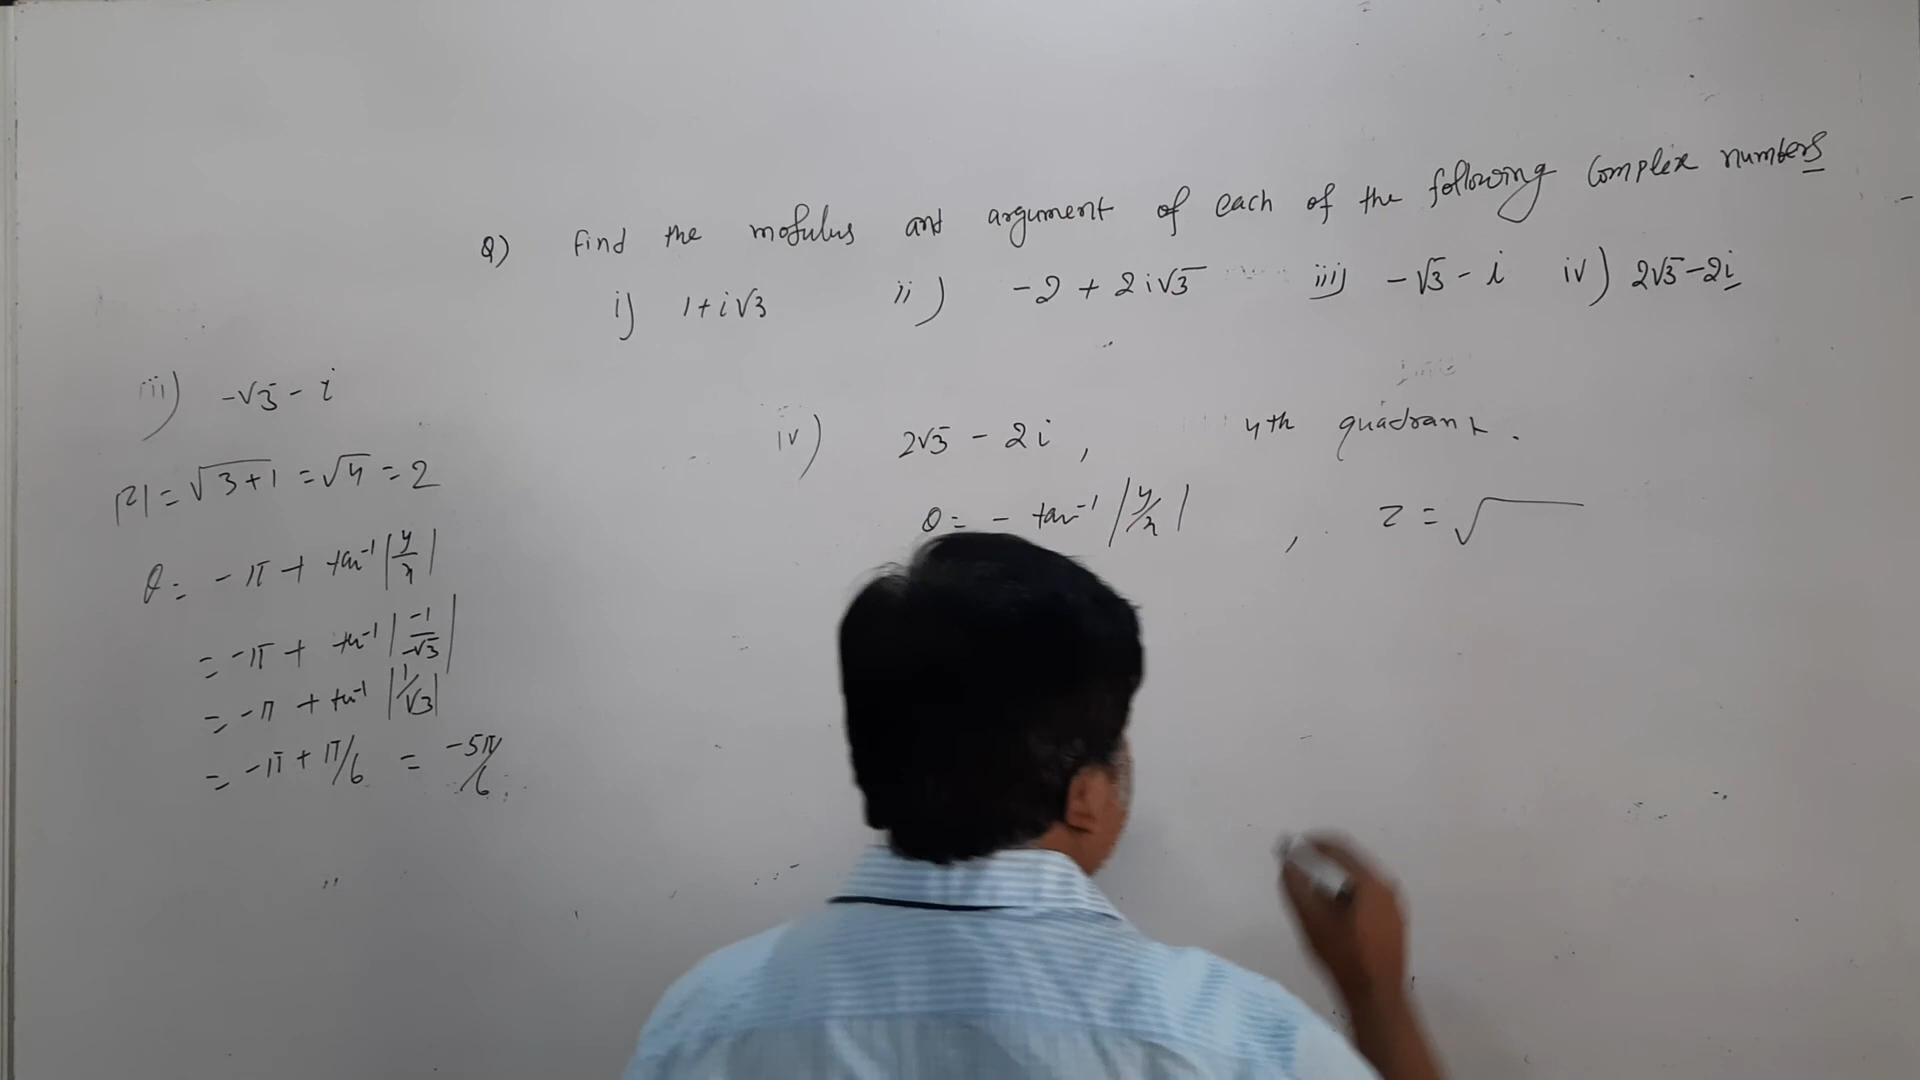 Q) Find the modulus and argument of each of the following complex numbers
i) 1+i√3 ii) -2 + 2i√3 iii) -√3 - i iv) 2√3-2i
iii) -√3 - i
|z| = √3+1 = √4 = 2
θ = -π + tan⁻¹ |y/x|
= -π + tan⁻¹ |-1/-√3|
= -π + tan⁻¹ |1/√3|
= -π + π/6 = -5π/6
iv) 2√3 - 2i , 4th quadrant.
θ = - tan⁻¹ |y/x| , z = √